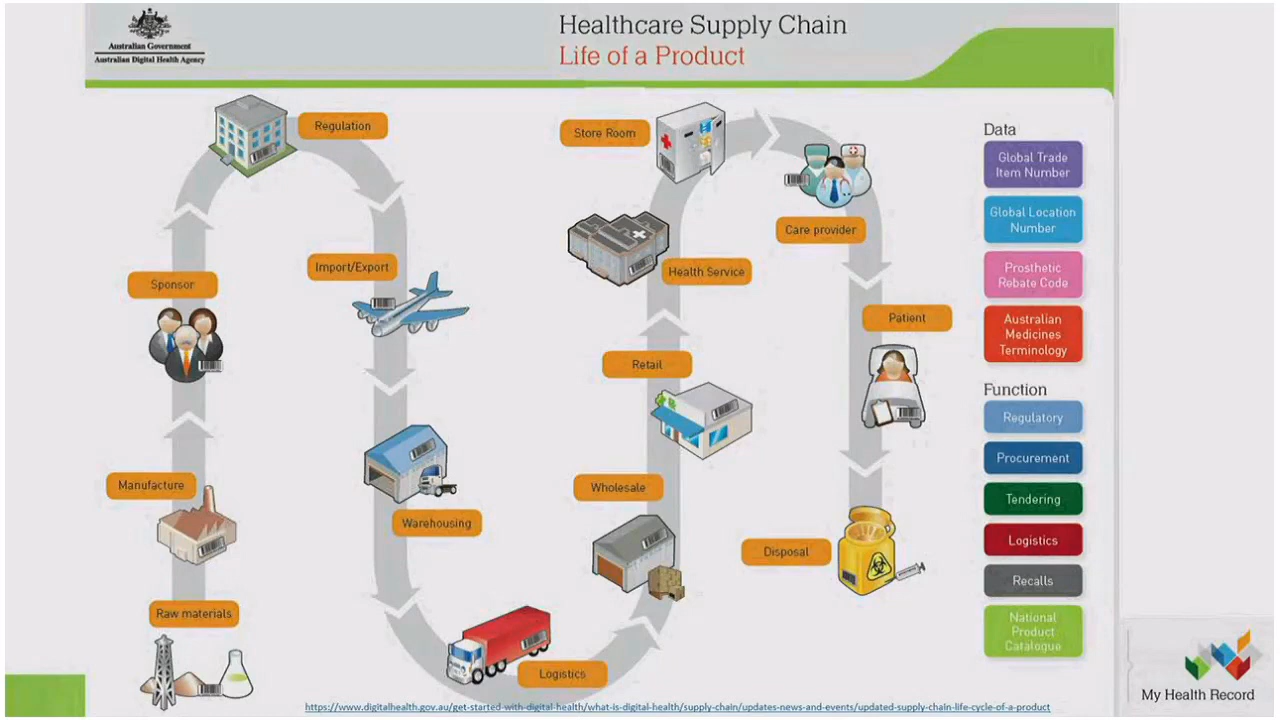 Australian Government
Australian Digital Health Agency
Healthcare Supply Chain
Life of a Product
Regulation
Store Room
Care provider
Import/Export
Sponsor
Health Service
Patient
Retail
Manufacture
Wholesale
Warehousing
Disposal
Raw materials
Logistics
Data
Global Trade
Item Number
Global Location
Number
Prosthetic
Rebate Code
Australian
Medicines
Terminology
Function
Regulatory
Procurement
Tendering
Logistics
Recalls
National
Product
Catalogue
My Health Record
https://www.digitalhealth.gov.au/get-started-with-digital-health/what-is-digital-health/supply-chain/updates-news-and-events/updated-supply-chain-life-cycle-of-a-product